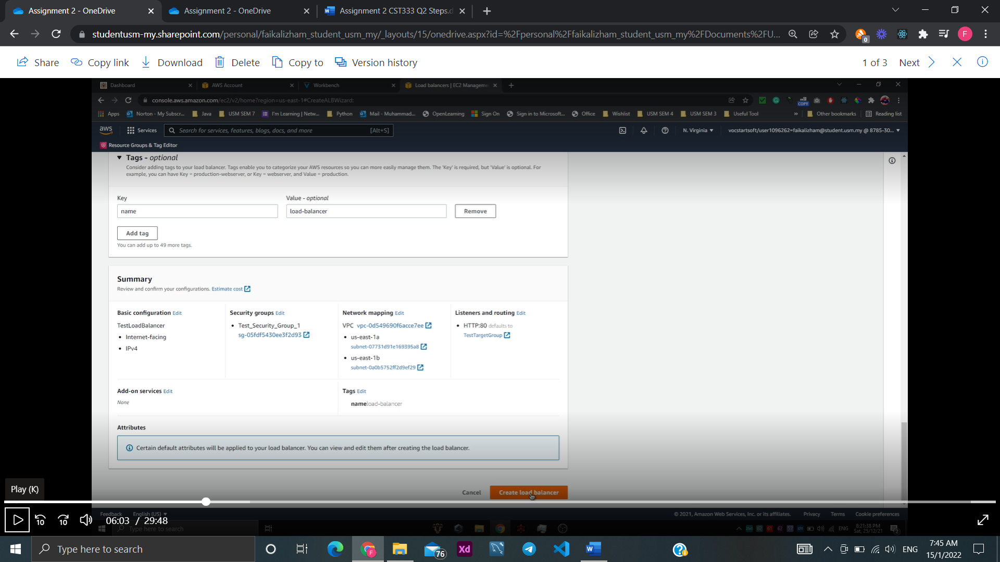 Assignment 2 - OneDrive
Assignment 2 - OneDrive
Assignment 2 CST333 Q2 Steps.d
studentusm-my.sharepoint.com/personal/faikalizham_student_usm_my/_layouts/15/onedrive.aspx?id=%2Fpersonal%2Ffaikalizham_student_usm_my%2FDocuments%2FU...
0
F
Share
Copy link
Download
Delete
Copy to
Version history
1 of 3
Next
Dashboard
AWS Account
Workbench
Load balancers | EC2 Manageme
console.aws.amazon.com/ec2/v2/home?region=us-east-1#CreateALBWizard:
COPY
Apps
Norton - My Subscr...
Java
USM SEM 7
I'm Learning | Netw...
Python
Mail - Muhammad...
OpenLearning
Sign On
Sign in to Microsoft...
Office
Wishlist
USM SEM 4
USM SEM 3
Useful Tool
»
Other bookmarks
Reading list
aws
Services
Search for services, features, blogs, docs, and more
[Alt+S]
N. Virginia
vocstartsoft/user1096262=faikalizham@student.usm.my @ 8785-30...
Resource Groups & Tag Editor
Tags - optional
Consider adding tags to your load balancer. Tags enable you to categorize your AWS resources so you can more easily manage them. The 'Key' is required, but 'Value' is optional. For
example, you can have Key = production-webserver, or Key = webserver, and Value = production.
Key
Value - optional
name
load-balancer
Remove
Add tag
You can add up to 49 more tags.
Summary
Review and confirm your configurations. Estimate cost
Basic configuration Edit
TestLoadBalancer
• Internet-facing
• IPv4
Security groups Edit
• Test_Security_Group_1
sg-05fdf5430ee3f2d93
Network mapping Edit
VPC vpc-0d549690f6acce7ee
• us-east-1a
subnet-07731d91e169395a8
• us-east-1b
subnet-0a0b5752ff2d9ef29
Listeners and routing Edit
• HTTP:80 defaults to
TestTargetGroup
Add-on services Edit
None
Tags Edit
nameload-balancer
Attributes
Certain default attributes will be applied to your load balancer. You can view and edit them after creating the load balancer.
Play (K)
Cancel
Create load balancer
Feedback
English (US)
© 2021, Amazon Web Services, Inc. or its affiliates.
Privacy
Terms
Cookie preferences
10
10
06:03 / 29:48
Type here to search
ENG
8:21:38 PM
Sat, 25/12/21
2
Type here to search
76
Xd
ENG
7:45 AM
15/1/2022